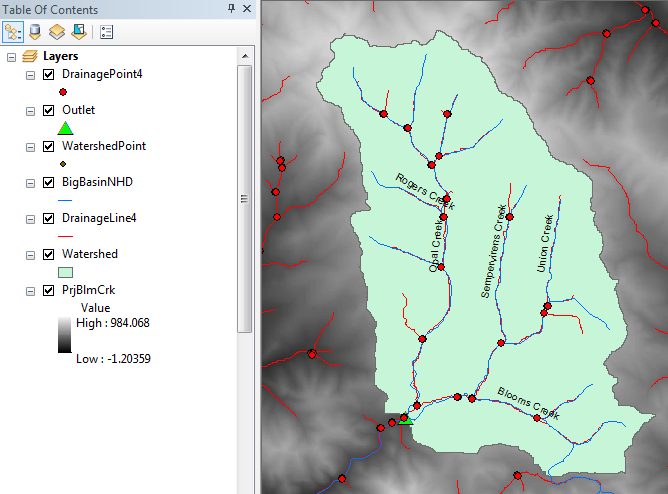 Table Of Contents
Layers
DrainagePoint4
Outlet
WatershedPoint
BigBasinNHD
DrainageLine4
Watershed
PrjBlmCrk
Value
High : 984.068
Low : -1.20359
Rogers Creek
Opal Creek
Sempervirens Creek
Union Creek
Blooms Creek